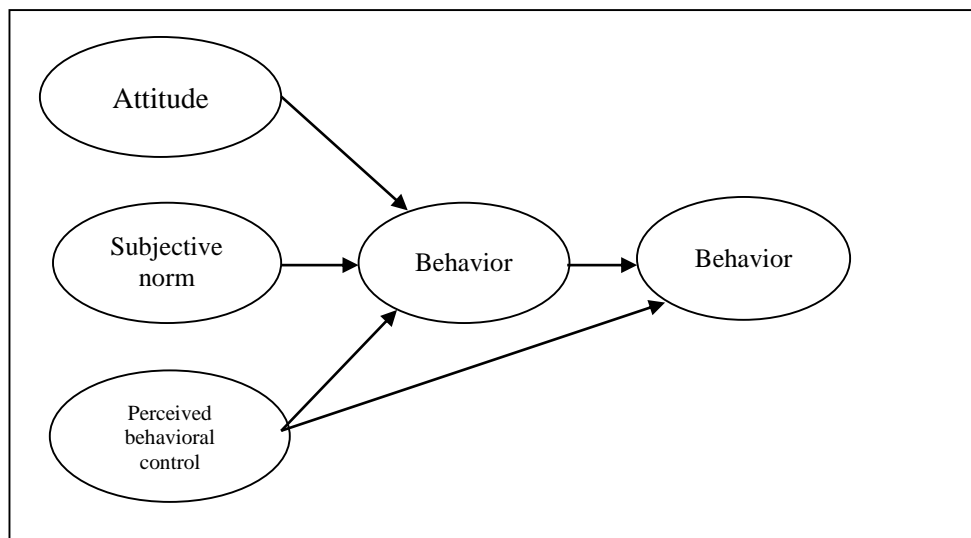 Attitude
Subjective
norm
Behavior
Behavior
Perceived
behavioral
control